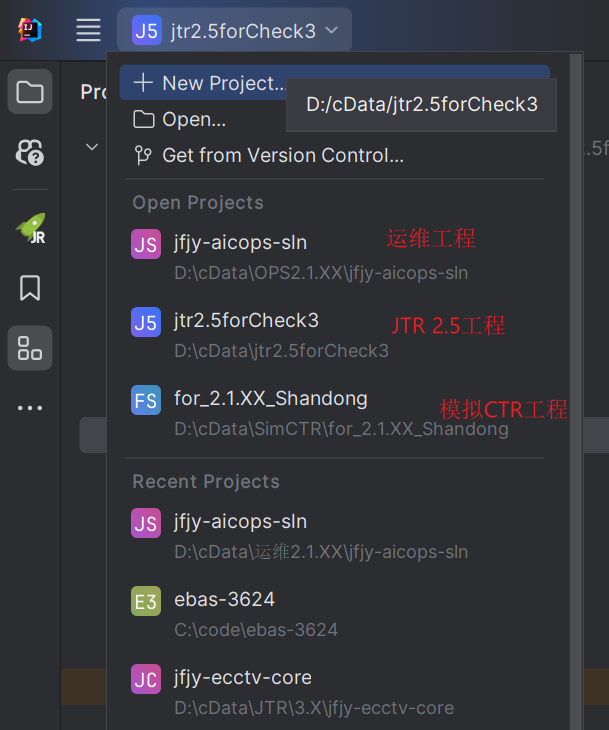 J5 jtr2.5forCheck3
New Project...
D:/cData/jtr2.5forCheck3
Open...
Get from Version Control...
Open Projects
JS jfjy-aicops-sln 运维工程
D:\cData\OPS2.1.XX\jfjy-aicops-sln
J5 jtr2.5forCheck3 JTR 2.5工程
D:\cData\jtr2.5forCheck3
FS for_2.1.XX_Shandong 模拟CTR工程
D:\cData\SimCTR\for_2.1.XX_Shandong
Recent Projects
JS jfjy-aicops-sln
D:\cData\运维2.1.XX\jfjy-aicops-sln
E3 ebas-3624
C:\code\ebas-3624
JC jfjy-ecctv-core
D:\cData\JTR\3.X\jfjy-ecctv-core
IJ
Pro
JR